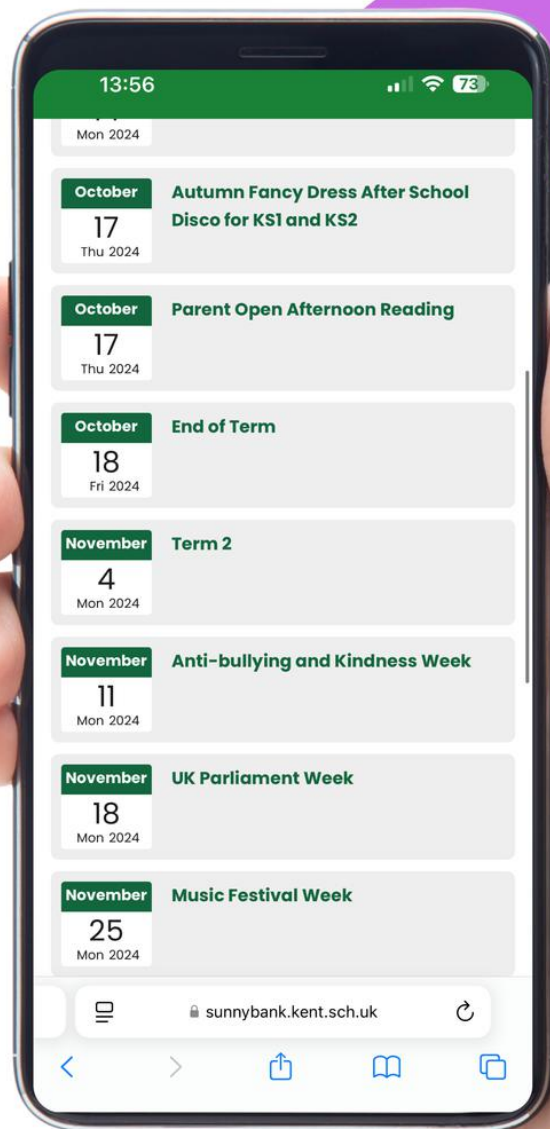 13:56
73
Mon 2024
October
17
Thu 2024
Autumn Fancy Dress After School
Disco for KS1 and KS2
October
17
Thu 2024
Parent Open Afternoon Reading
October
18
Fri 2024
End of Term
November
4
Mon 2024
Term 2
November
11
Mon 2024
Anti-bullying and Kindness Week
November
18
Mon 2024
UK Parliament Week
November
25
Mon 2024
Music Festival Week
sunnybank.kent.sch.uk